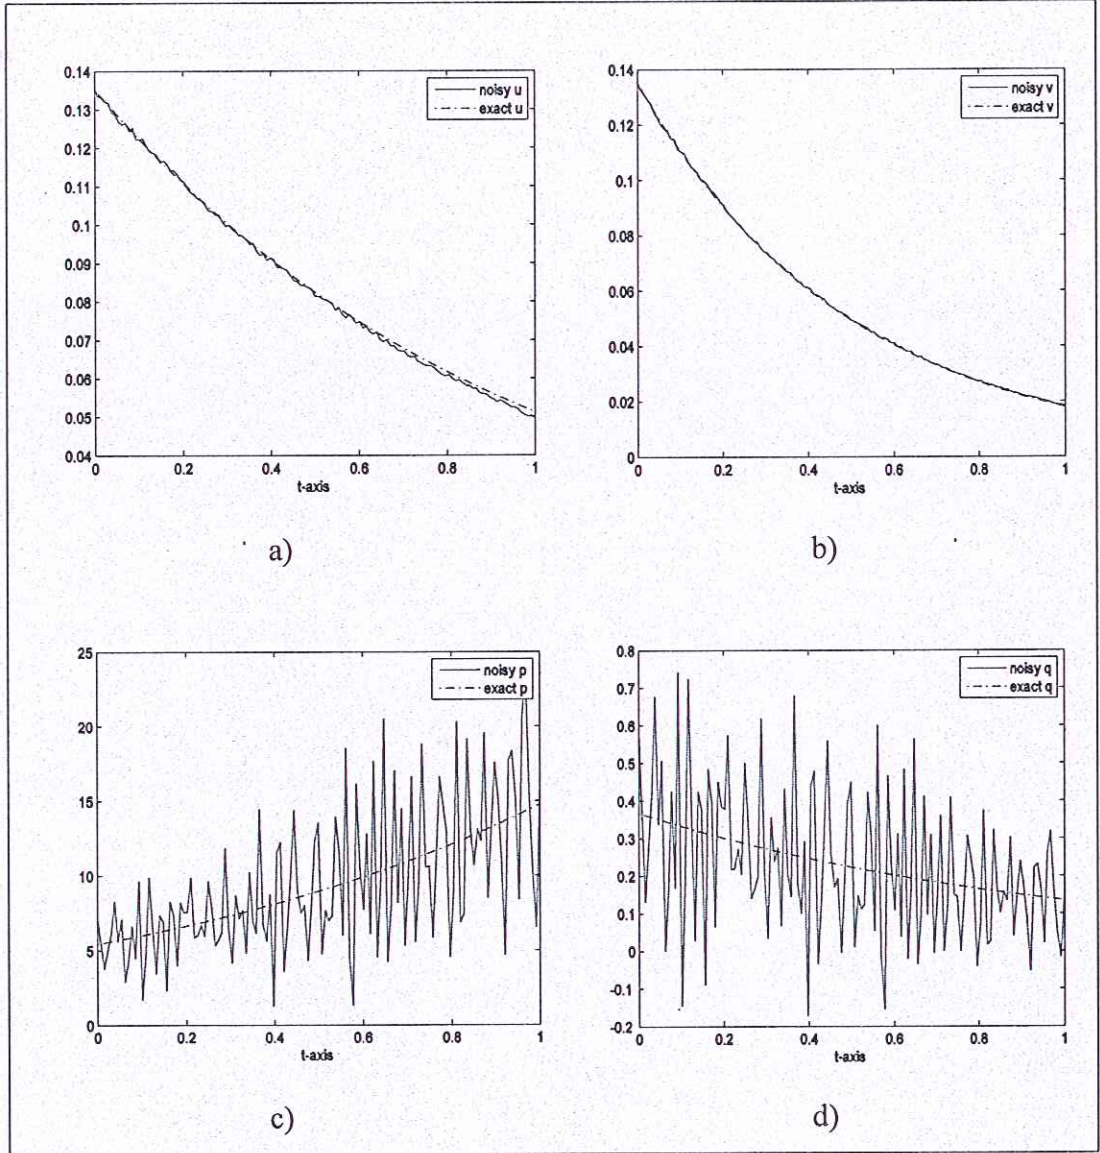 0.14
0.13
0.12
0.11
0.1
0.09
0.08
0.07
0.06
0.05
0.04
0 0.2 0.4 0.6 0.8 1
t-axis
noisy u
exact u
a)
0.14
0.12
0.1
0.08
0.06
0.04
0.02
0
0 0.2 0.4 0.6 0.8 1
t-axis
noisy v
exact v
b)
25
20
15
10
5
0
0 0.2 0.4 0.6 0.8 1
t-axis
noisy p
exact p
c)
0.8
0.7
0.6
0.5
0.4
0.3
0.2
0.1
0
-0.1
-0.2
0 0.2 0.4 0.6 0.8 1
t-axis
noisy q
exact q
d)